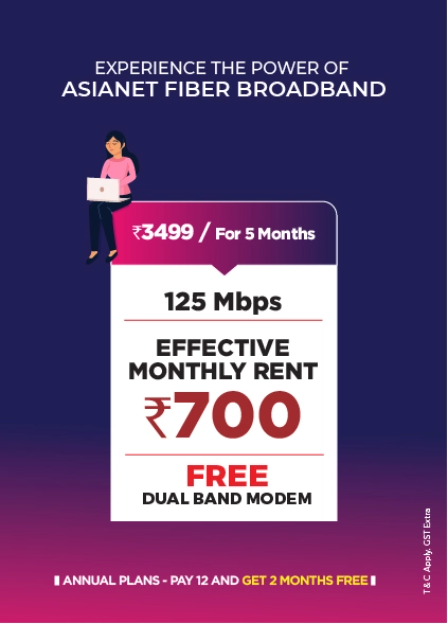 EXPERIENCE THE POWER OF
ASIANET FIBER BROADBAND
₹3499 / For 5 Months
125 Mbps
EFFECTIVE
MONTHLY RENT
₹700
FREE
DUAL BAND MODEM
ANNUAL PLANS - PAY 12 AND GET 2 MONTHS FREE
T & C Apply. GST Extra